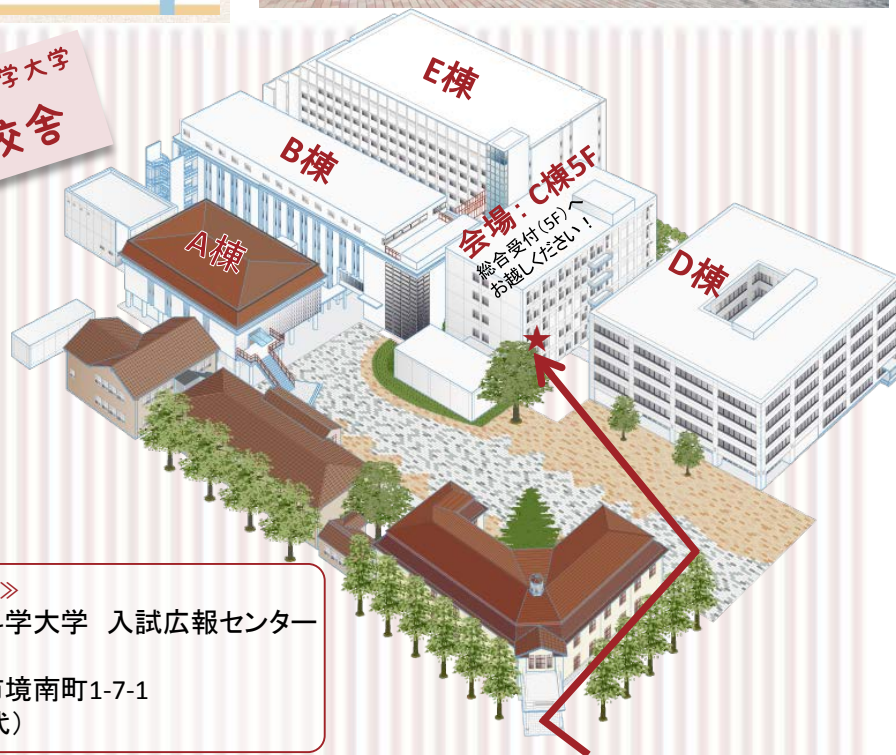 学大学
校舎
E棟
B棟
会場：C棟5F
総合受付（5F）へ
お越しください！
A棟
D棟
≫
学大学　入試広報センター
市境南町1-7-1
代）